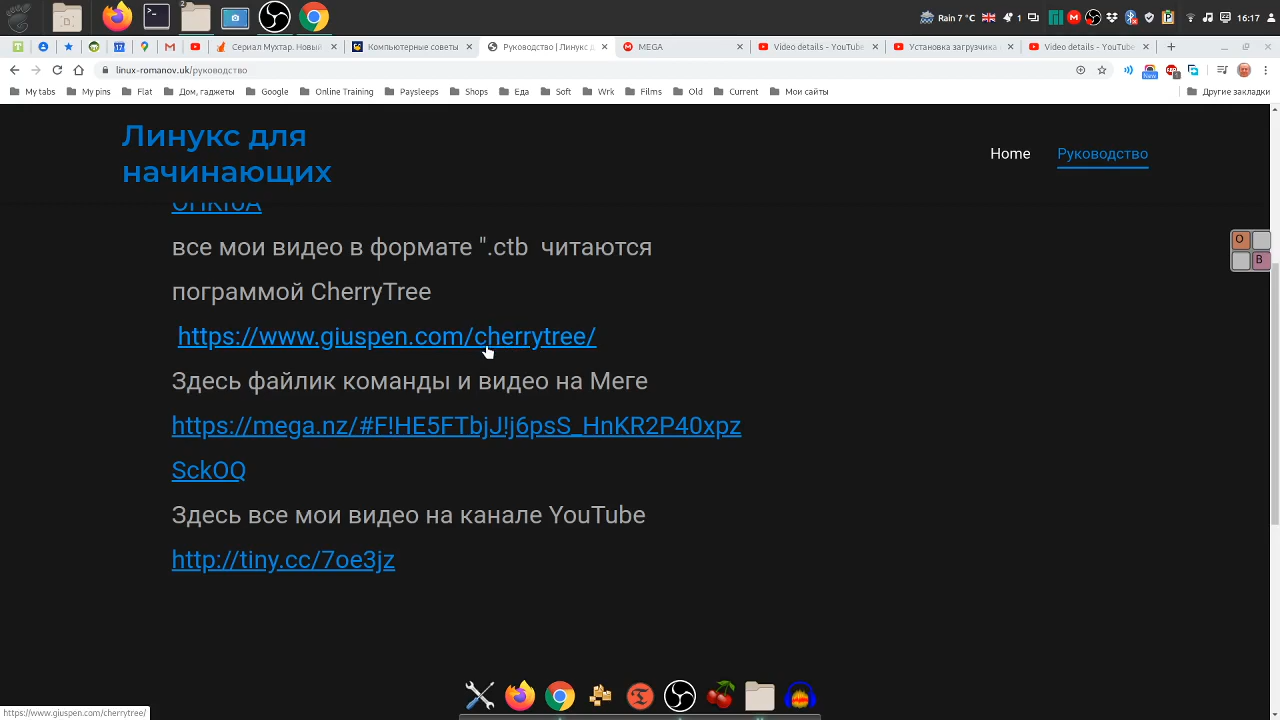 2
Rain 7 °C
1
16:17
Сериал Мухтар. Новый
Компьютерные советы
Руководство | Линукс д
MEGA
Video details - YouTube
Установка загрузчика
Video details - YouTube
linux-romanov.uk/руководство
New
My tabs
My pins
Flat
Дом, гаджеты
Google
Online Training
Paysleeps
Shops
Еда
Soft
Wrk
Films
Old
Current
Мои сайты
Другие закладки
Линукс для
начинающих
Home
Руководство
все мои видео в формате ".ctb читаются
пограммой CherryTree
https://www.giuspen.com/cherrytree/
Здесь файлик команды и видео на Меге
https://mega.nz/#F!HE5FTbjJ!j6psS_HnKR2P40xpz
SckOQ
Здесь все мои видео на канале YouTube
http://tiny.cc/7oe3jz
O
B
https://www.giuspen.com/cherrytree/